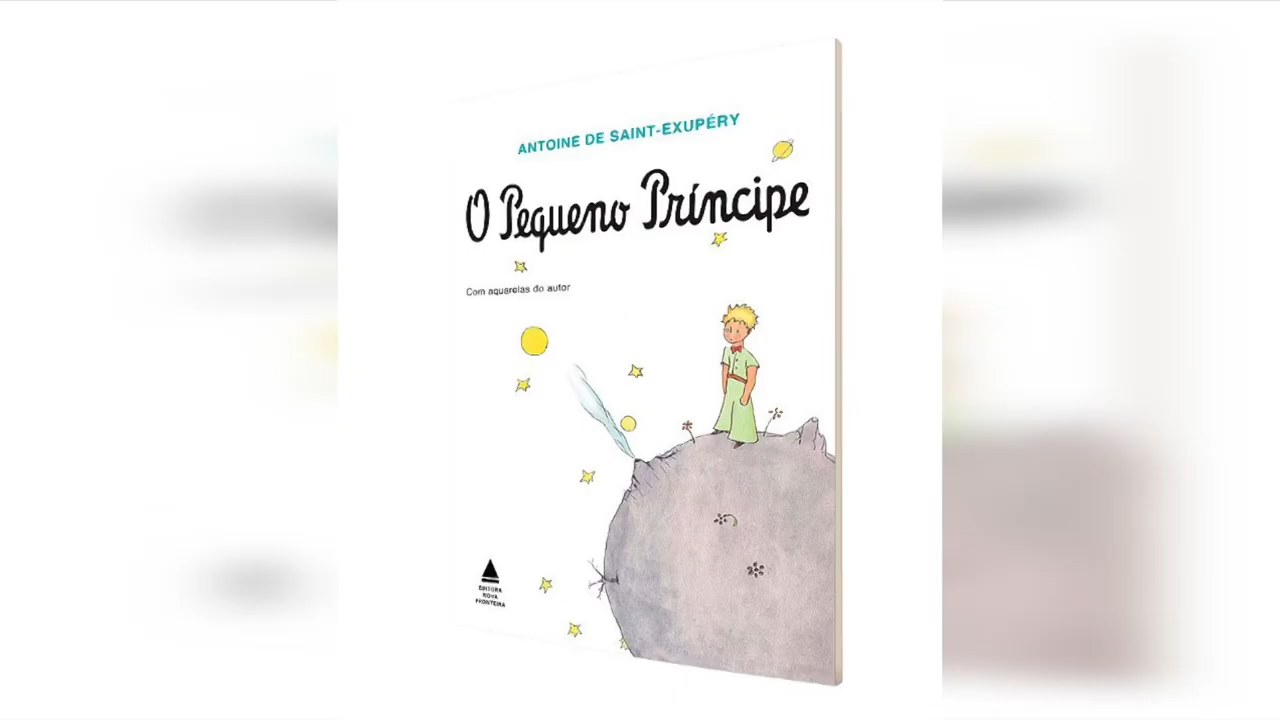 ANTOINE DE SAINT-EXUPÉRY
O Pequeno Príncipe
Com aquarelas do autor
EDITORA
NOVA
FRONTEIRA